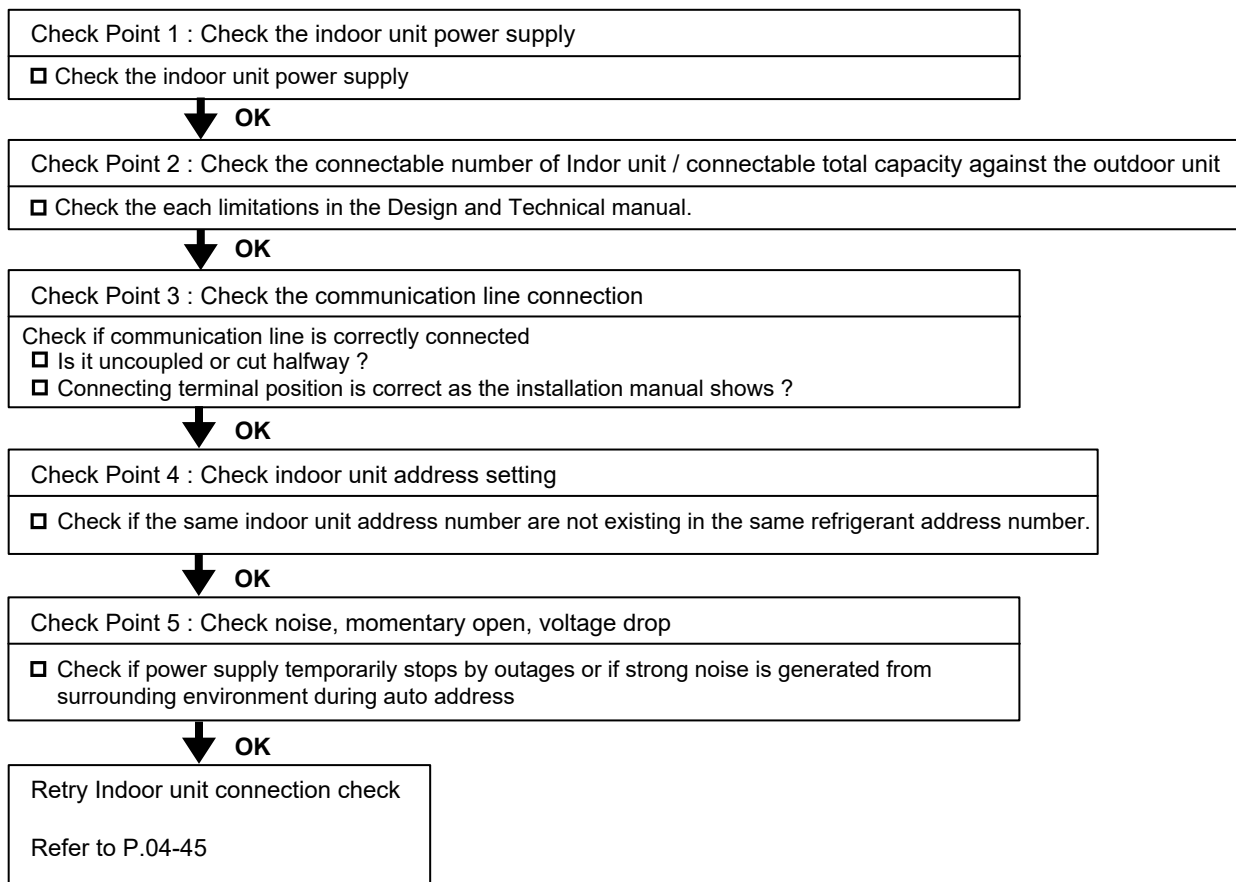 Check Point 1 : Check the indoor unit power supply
Check the indoor unit power supply
OK
Check Point 2 : Check the connectable number of Indor unit / connectable total capacity against the outdoor unit
Check the each limitations in the Design and Technical manual.
OK
Check Point 3 : Check the communication line connection
Check if communication line is correctly connected
Is it uncoupled or cut halfway ?
Connecting terminal position is correct as the installation manual shows ?
OK
Check Point 4 : Check indoor unit address setting
Check if the same indoor unit address number are not existing in the same refrigerant address number.
OK
Check Point 5 : Check noise, momentary open, voltage drop
Check if power supply temporarily stops by outages or if strong noise is generated from
surrounding environment during auto address
OK
Retry Indoor unit connection check
Refer to P.04-45